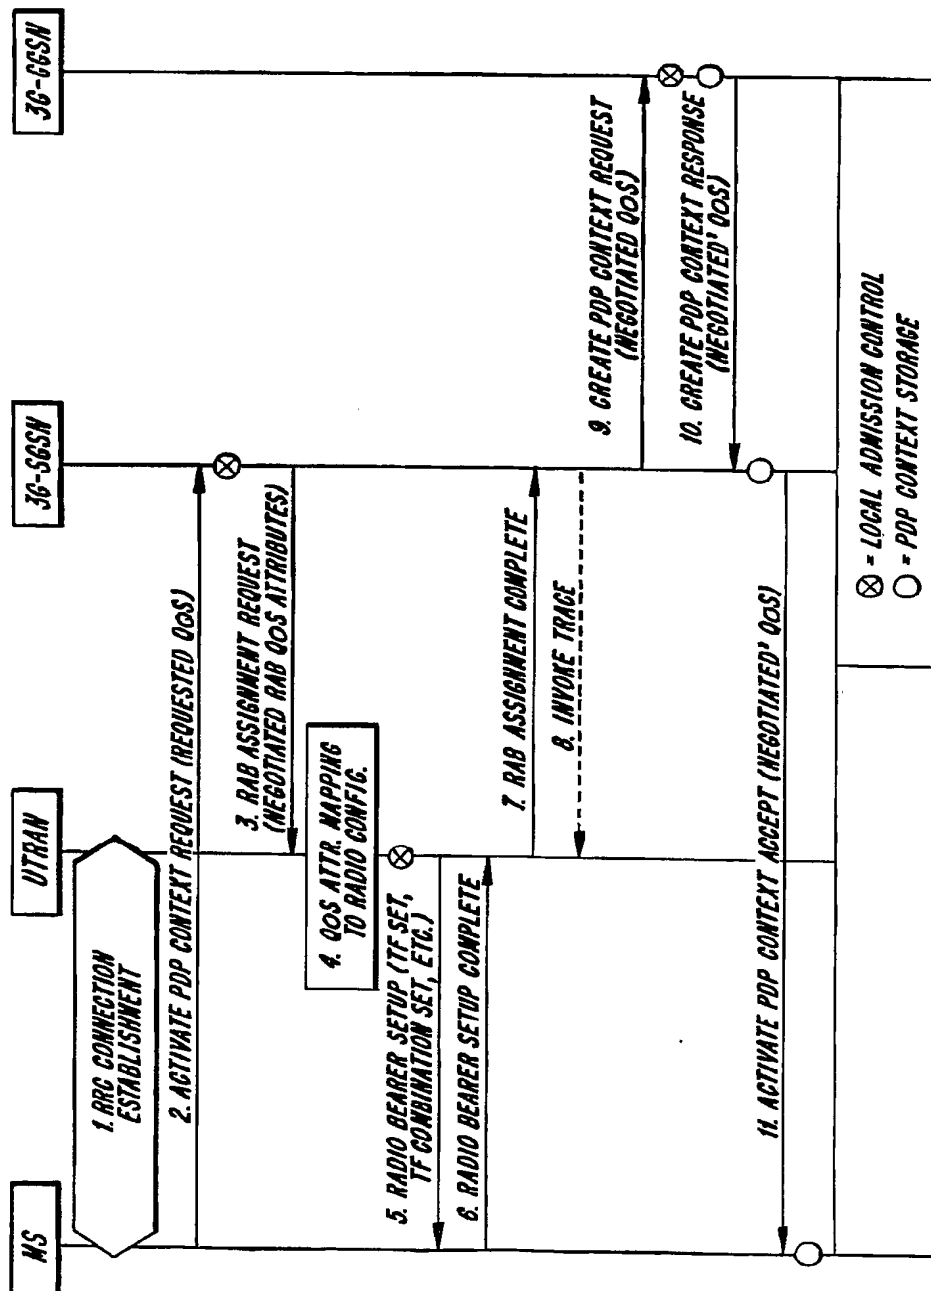 MS
UTRAN
3G-SGSN
3G-GGSN
1. RRC CONNECTION
ESTABLISHMENT
2. ACTIVATE PDP CONTEXT REQUEST (REQUESTED QOS)
3. RAB ASSIGNMENT REQUEST
(NEGOTIATED RAB QOS ATTRIBUTES)
4. QOS ATTR. MAPPING
TO RADIO CONFIG.
5. RADIO BEARER SETUP (TF SET,
TF COMBINATION SET, ETC.)
6. RADIO BEARER SETUP COMPLETE
7. RAB ASSIGNMENT COMPLETE
8. INVOKE TRACE
9. CREATE PDP CONTEXT REQUEST
(NEGOTIATED QOS)
10. CREATE PDP CONTEXT RESPONSE
(NEGOTIATED' QOS)
11. ACTIVATE PDP CONTEXT ACCEPT (NEGOTIATED' QOS)
⊗ = LOCAL ADMISSION CONTROL
○ = PDP CONTEXT STORAGE